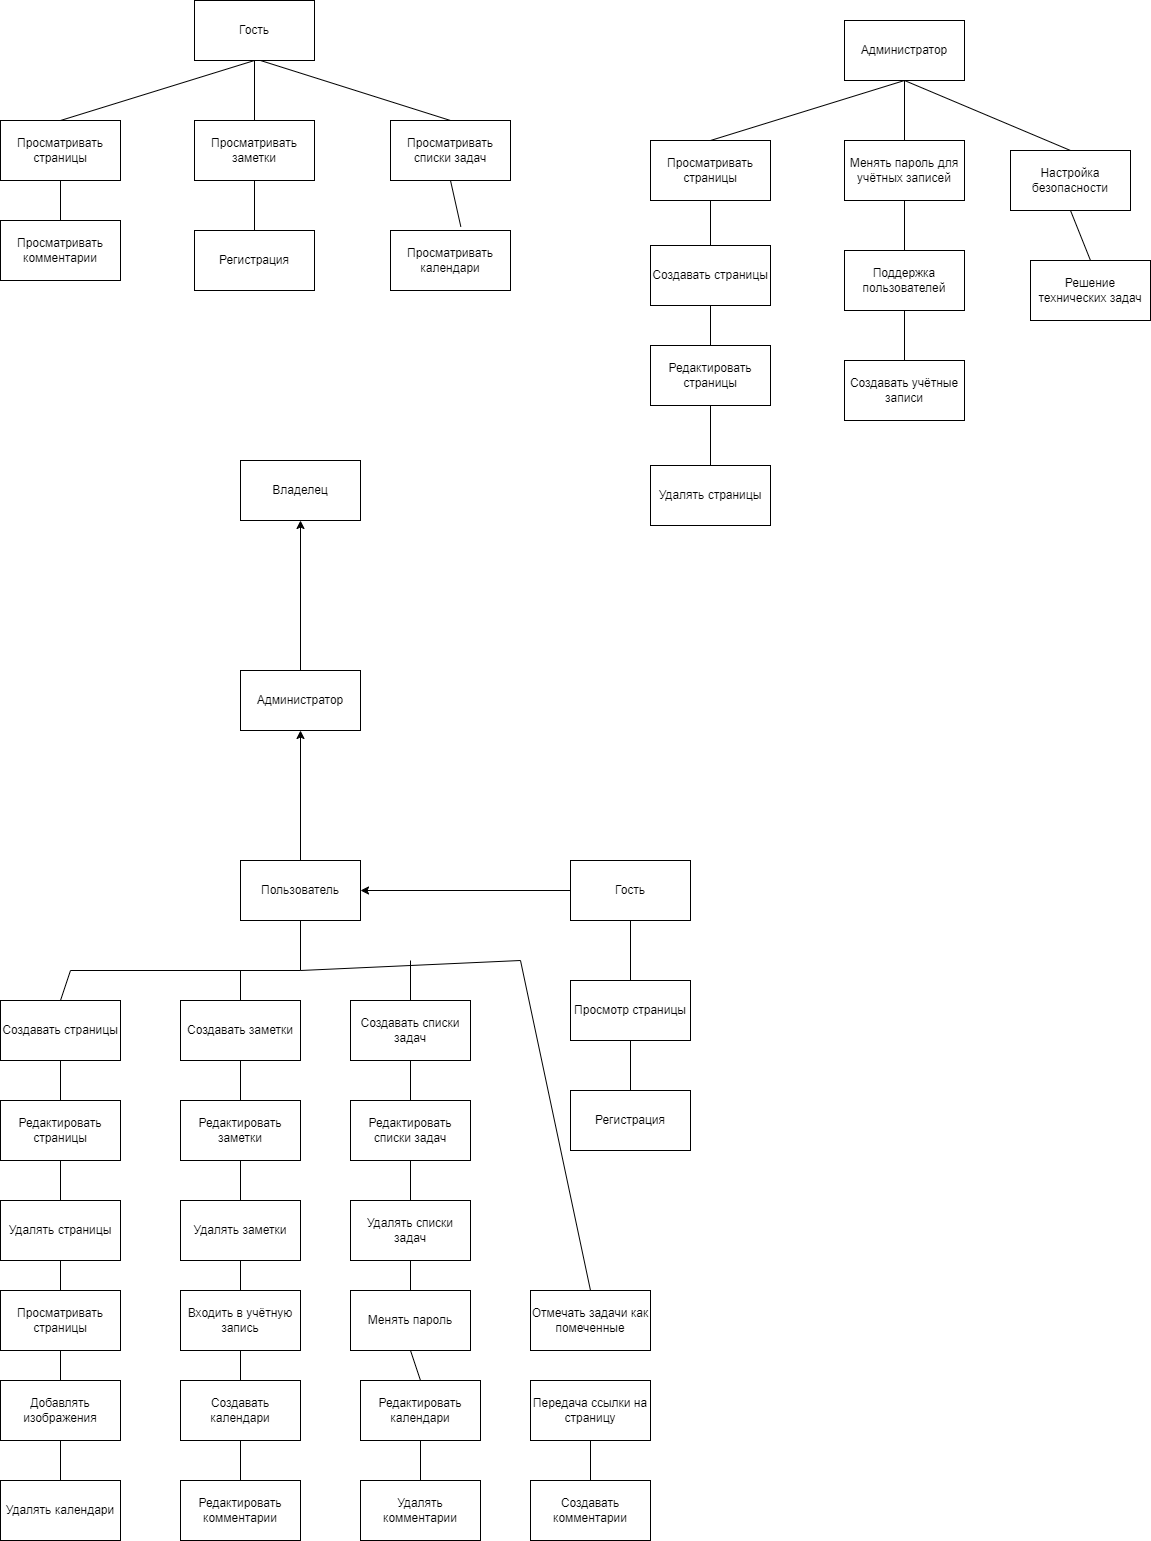 Гость
Просматривать
страницы
Просматривать
заметки
Просматривать
списки задач
Просматривать
комментарии
Регистрация
Просматривать
календари
Администратор
Просматривать
страницы
Менять пароль для
учётных записей
Настройка
безопасности
Создавать страницы
Поддержка
пользователей
Решение
технических задач
Редактировать
страницы
Создавать учётные
записи
Удалять страницы
Владелец
Администратор
Пользователь
Гость
Просмотр страницы
Регистрация
Создавать страницы
Создавать заметки
Создавать списки
задач
Редактировать
страницы
Редактировать
заметки
Редактировать
списки задач
Удалять страницы
Удалять заметки
Удалять списки
задач
Просматривать
страницы
Входить в учётную
запись
Менять пароль
Отмечать задачи как
помеченные
Добавлять
изображения
Создавать
календари
Редактировать
календари
Передача ссылки на
страницу
Удалять календари
Редактировать
комментарии
Удалять
комментарии
Создавать
комментарии